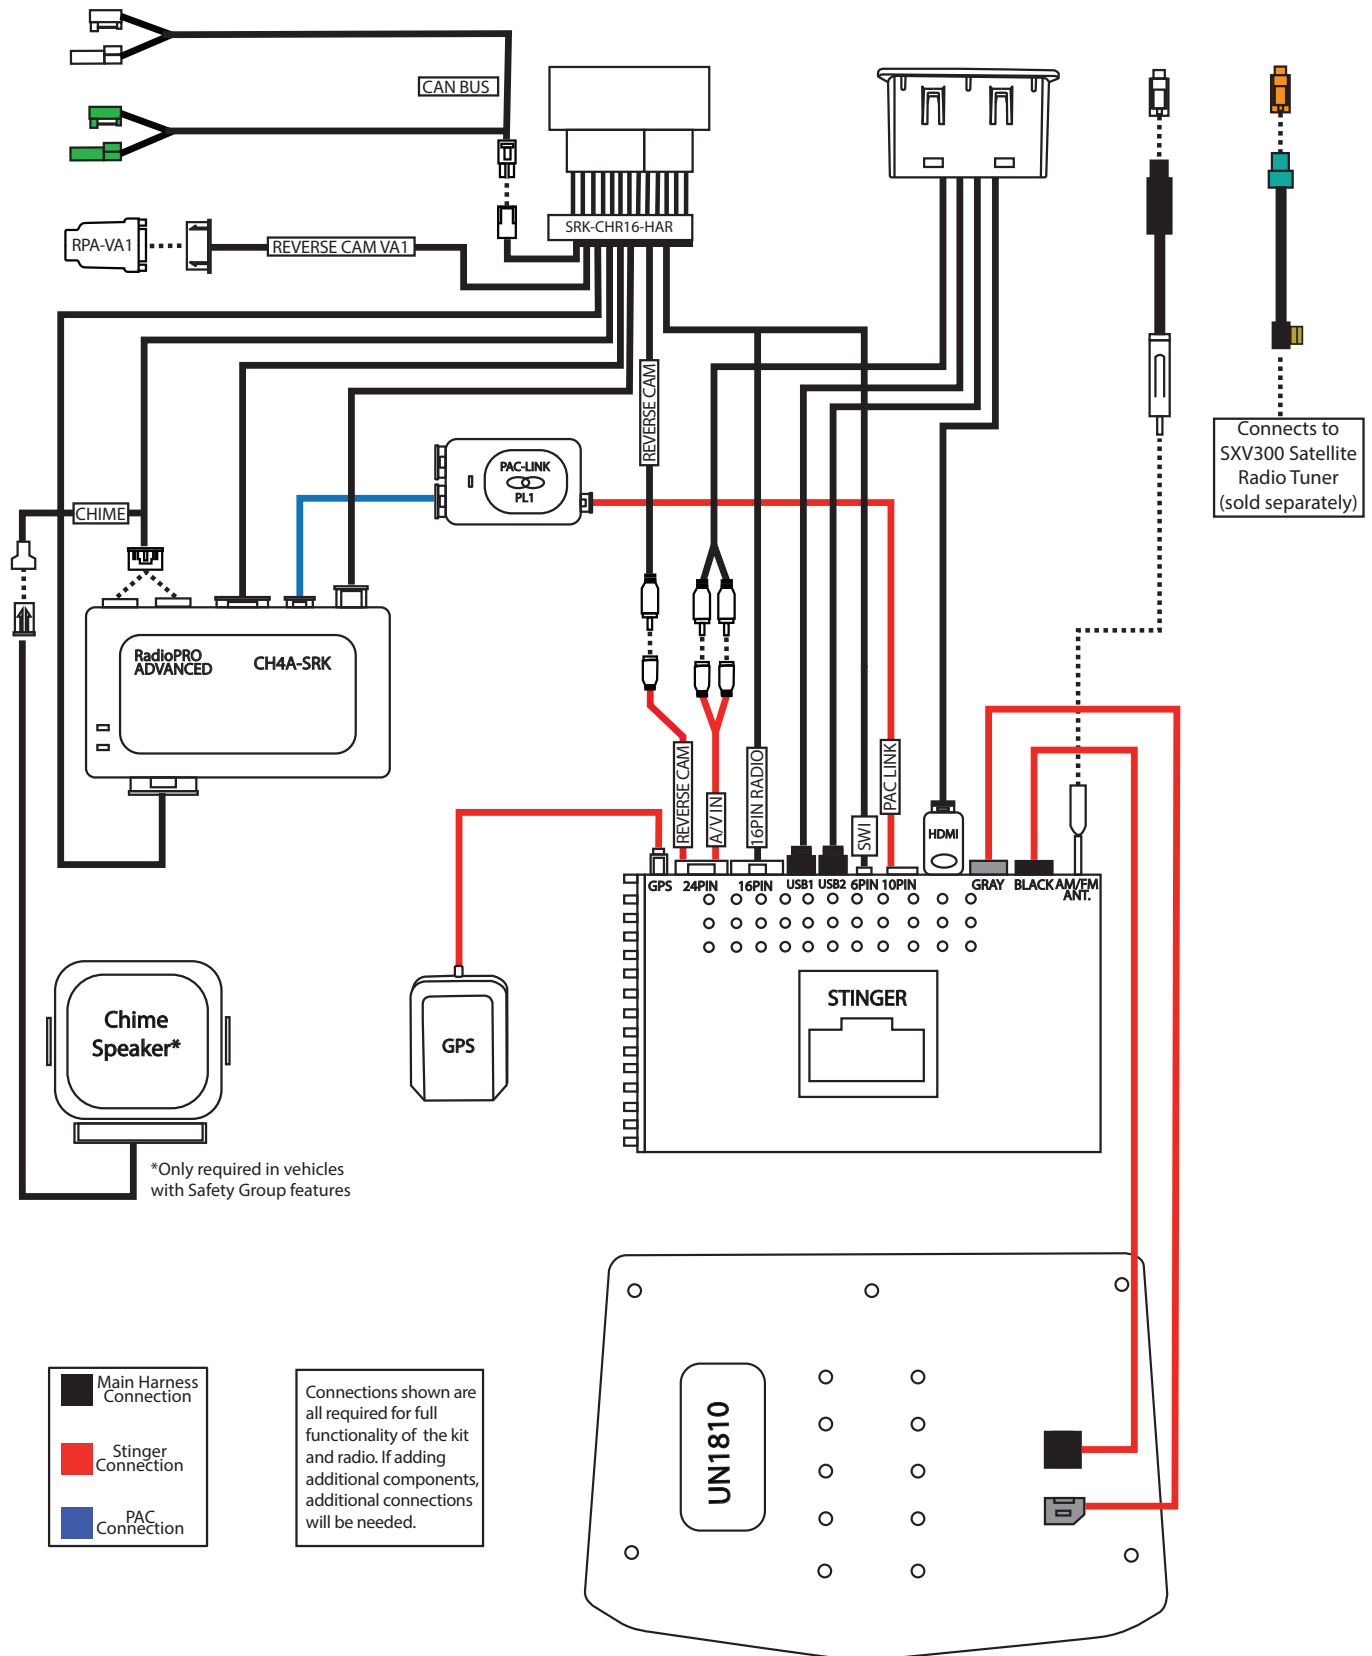 CAN BUS
SRK-CHR16-HAR
RPA-VA1
REVERSE CAM VA1
REVERSE CAM
Connects to
SXV300 Satellite
Radio Tuner
(sold separately)
PAC-LINK
PL1
CHIME
RadioPRO
ADVANCED
CH4A-SRK
REVERSE CAM
A/V IN
16PIN RADIO
SWI
PAC LINK
HDMI
GPS
24PIN
16PIN
USB1
USB2
6PIN
10PIN
GRAY
BLACK
AM/FM
ANT.
STINGER
GPS
Chime
Speaker*
*Only required in vehicles
with Safety Group features
Main Harness
Connection
Stinger
Connection
PAC
Connection
Connections shown are
all required for full
functionality of the kit
and radio. If adding
additional components,
additional connections
will be needed.
UN1810